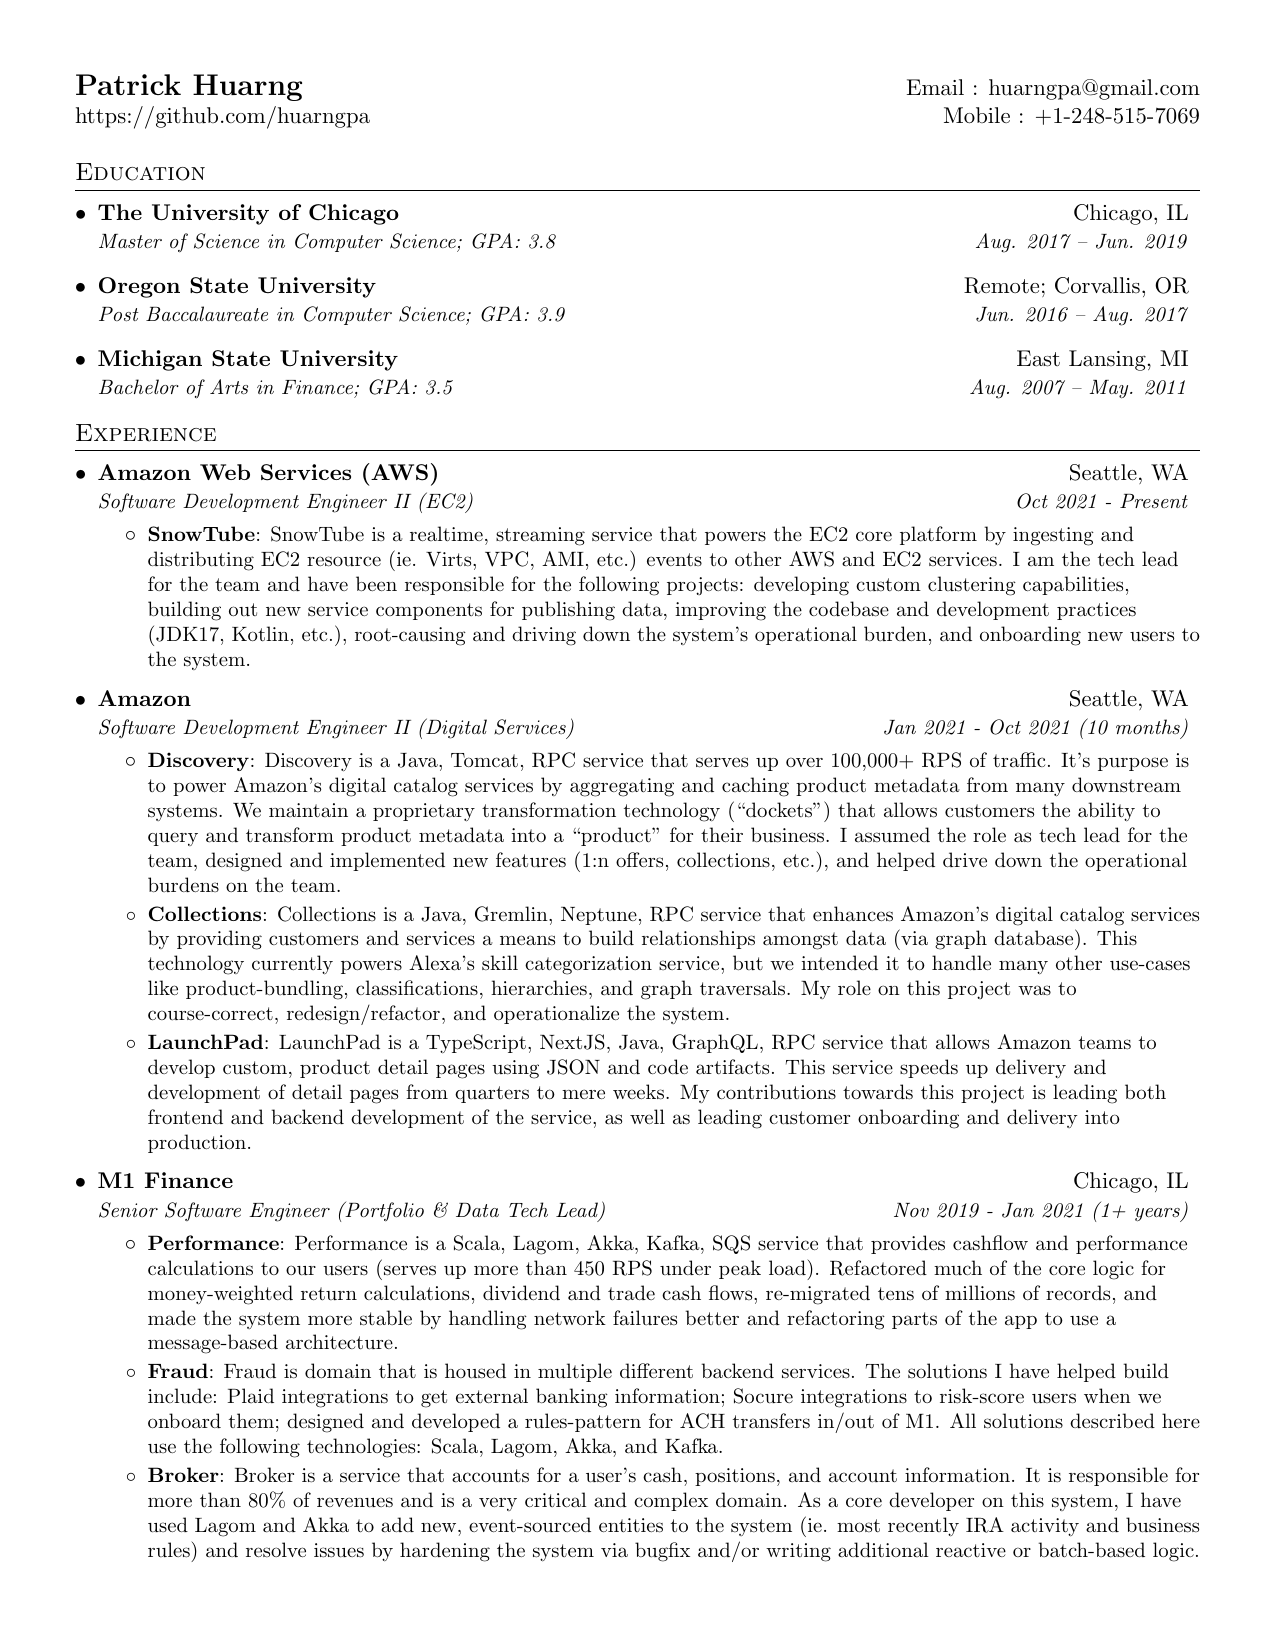 Patrick Huarng
Email : huarngpa@gmail.com
https://github.com/huarngpa
Mobile : +1-248-515-7069
Education
• The University of Chicago
Chicago, IL
Master of Science in Computer Science; GPA: 3.8
Aug. 2017 – Jun. 2019
• Oregon State University
Remote; Corvallis, OR
Post Baccalaureate in Computer Science; GPA: 3.9
Jun. 2016 – Aug. 2017
• Michigan State University
East Lansing, MI
Bachelor of Arts in Finance; GPA: 3.5
Aug. 2007 – May. 2011
Experience
• Amazon Web Services (AWS)
Seattle, WA
Software Development Engineer II (EC2)
Oct 2021 - Present
◦ SnowTube: SnowTube is a realtime, streaming service that powers the EC2 core platform by ingesting and
distributing EC2 resource (ie. Virts, VPC, AMI, etc.) events to other AWS and EC2 services. I am the tech lead
for the team and have been responsible for the following projects: developing custom clustering capabilities,
building out new service components for publishing data, improving the codebase and development practices
(JDK17, Kotlin, etc.), root-causing and driving down the system's operational burden, and onboarding new users to
the system.
• Amazon
Seattle, WA
Software Development Engineer II (Digital Services)
Jan 2021 - Oct 2021 (10 months)
◦ Discovery: Discovery is a Java, Tomcat, RPC service that serves up over 100,000+ RPS of traffic. It's purpose is
to power Amazon's digital catalog services by aggregating and caching product metadata from many downstream
systems. We maintain a proprietary transformation technology (“dockets”) that allows customers the ability to
query and transform product metadata into a “product” for their business. I assumed the role as tech lead for the
team, designed and implemented new features (1:n offers, collections, etc.), and helped drive down the operational
burdens on the team.
◦ Collections: Collections is a Java, Gremlin, Neptune, RPC service that enhances Amazon's digital catalog services
by providing customers and services a means to build relationships amongst data (via graph database). This
technology currently powers Alexa's skill categorization service, but we intended it to handle many other use-cases
like product-bundling, classifications, hierarchies, and graph traversals. My role on this project was to
course-correct, redesign/refactor, and operationalize the system.
◦ LaunchPad: LaunchPad is a TypeScript, NextJS, Java, GraphQL, RPC service that allows Amazon teams to
develop custom, product detail pages using JSON and code artifacts. This service speeds up delivery and
development of detail pages from quarters to mere weeks. My contributions towards this project is leading both
frontend and backend development of the service, as well as leading customer onboarding and delivery into
production.
• M1 Finance
Chicago, IL
Senior Software Engineer (Portfolio & Data Tech Lead)
Nov 2019 - Jan 2021 (1+ years)
◦ Performance: Performance is a Scala, Lagom, Akka, Kafka, SQS service that provides cashflow and performance
calculations to our users (serves up more than 450 RPS under peak load). Refactored much of the core logic for
money-weighted return calculations, dividend and trade cash flows, re-migrated tens of millions of records, and
made the system more stable by handling network failures better and refactoring parts of the app to use a
message-based architecture.
◦ Fraud: Fraud is domain that is housed in multiple different backend services. The solutions I have helped build
include: Plaid integrations to get external banking information; Socure integrations to risk-score users when we
onboard them; designed and developed a rules-pattern for ACH transfers in/out of M1. All solutions described here
use the following technologies: Scala, Lagom, Akka, and Kafka.
◦ Broker: Broker is a service that accounts for a user's cash, positions, and account information. It is responsible for
more than 80% of revenues and is a very critical and complex domain. As a core developer on this system, I have
used Lagom and Akka to add new, event-sourced entities to the system (ie. most recently IRA activity and business
rules) and resolve issues by hardening the system via bugfix and/or writing additional reactive or batch-based logic.